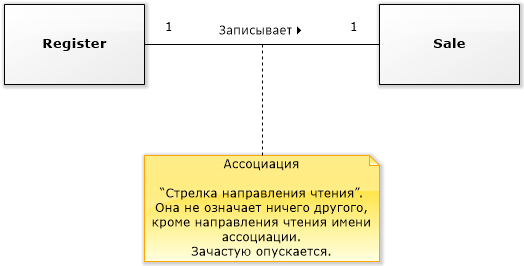 1 Записывает 1
Register Sale
Ассоциация
“Стрелка направления чтения”.
Она не означает ничего другого,
кроме направления чтения имени
ассоциации.
Зачастую опускается.